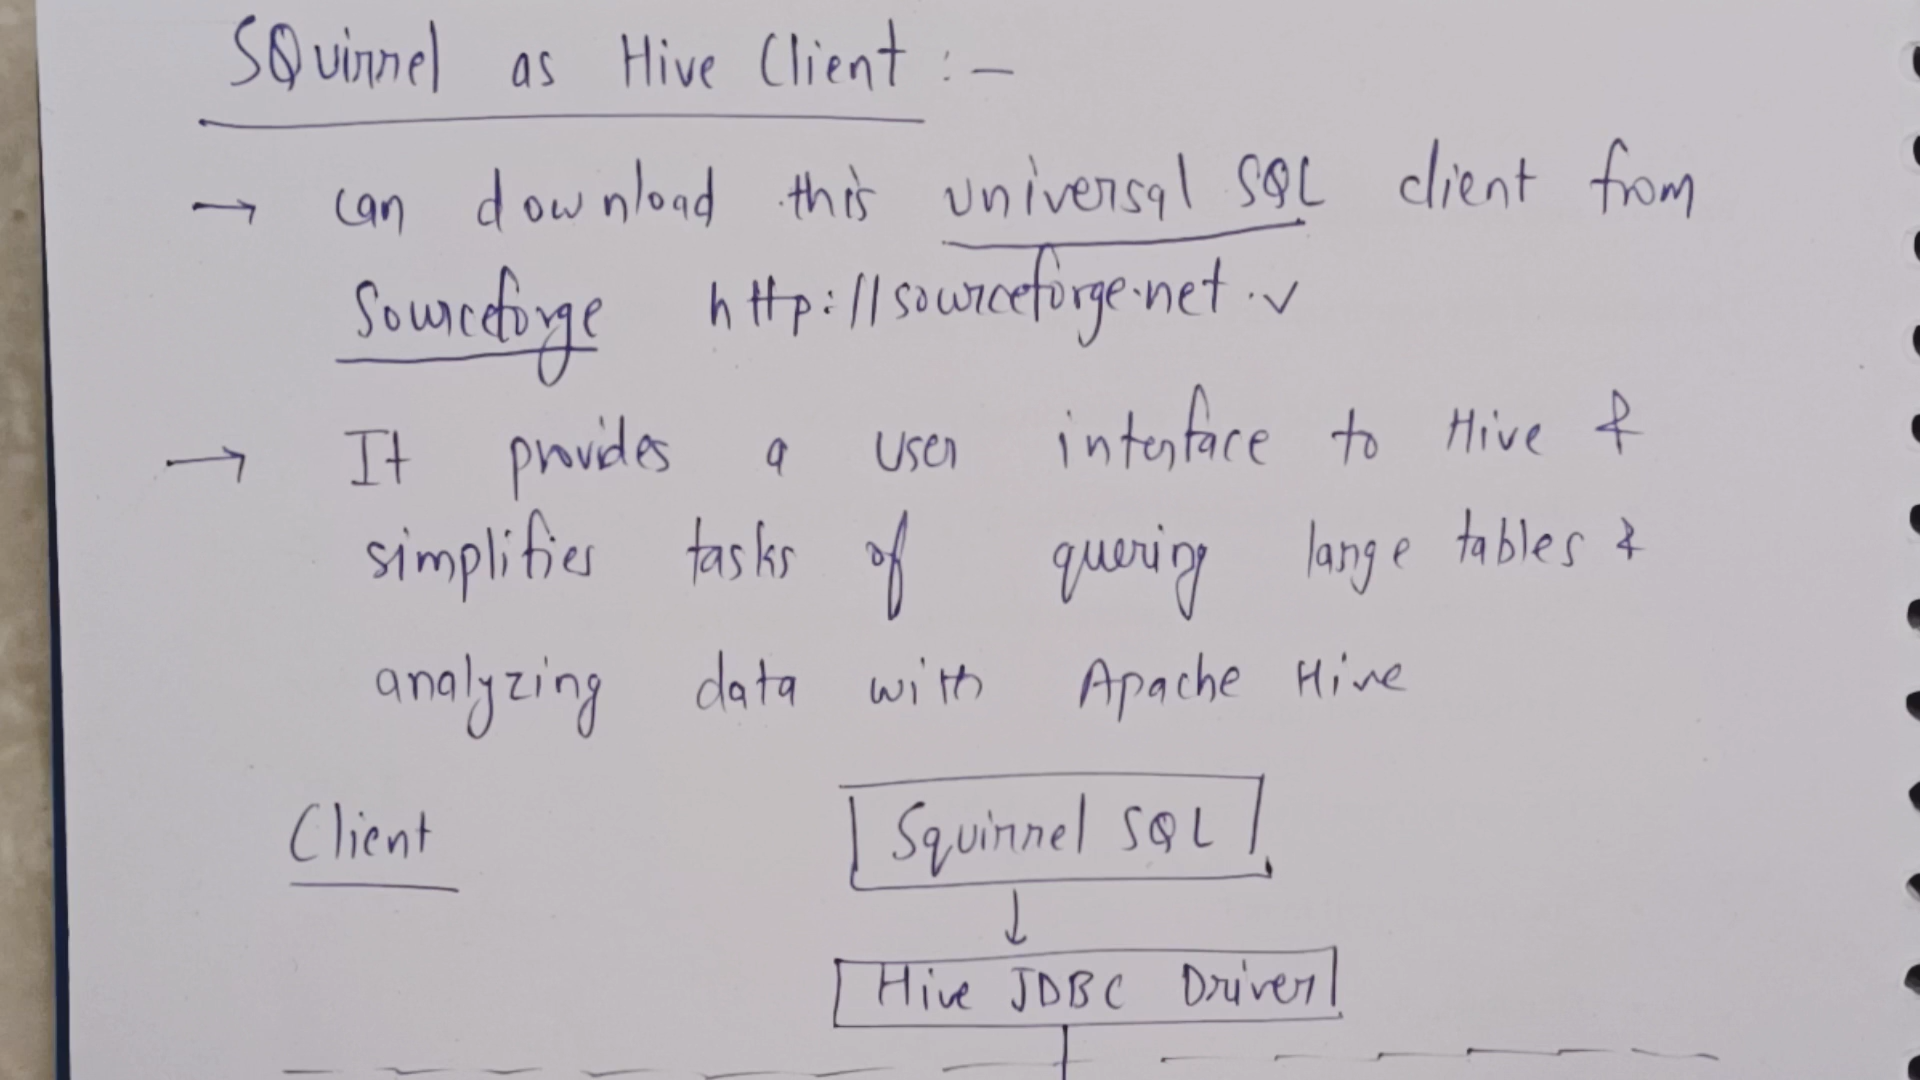 SQuirrel as Hive Client :-
→ can download this universal SQL client from
Sourceforge http://sourceforge.net . ✓
→ It provides a user interface to Hive &
simplifies tasks of quering large tables &
analyzing data with Apache Hive
Client
Squirrel SQL
↓
Hive JDBC Driver